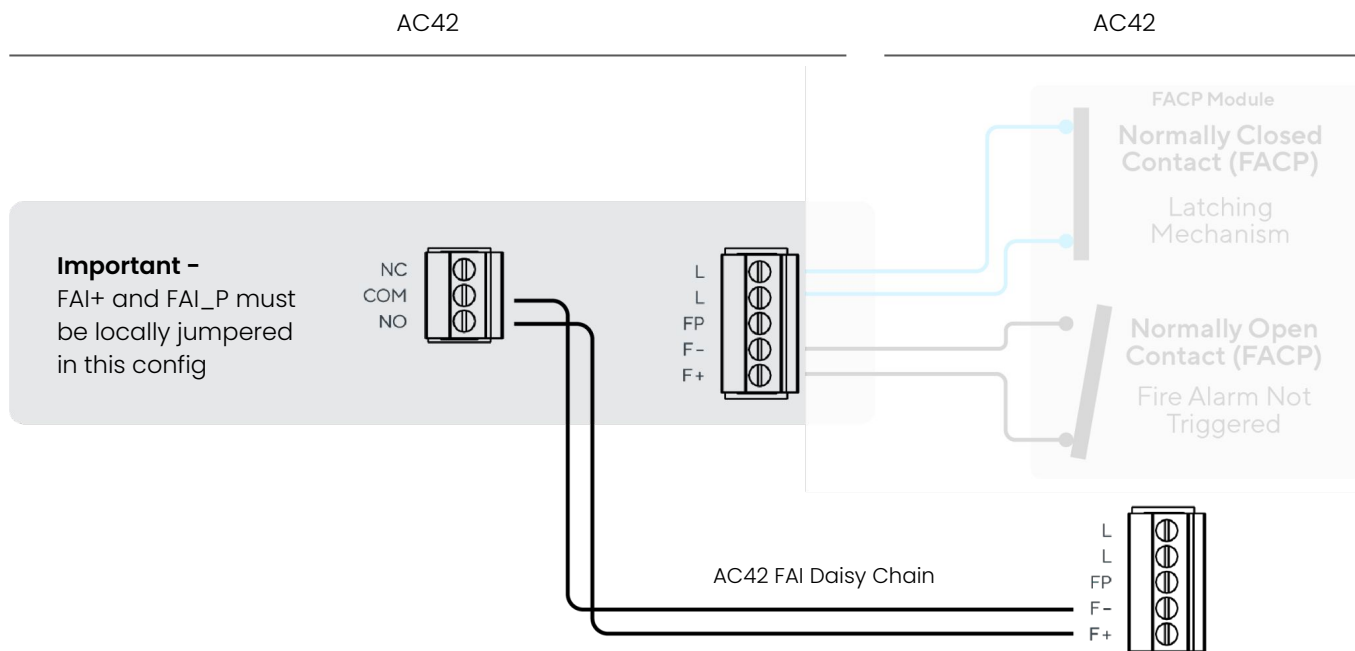 AC42
AC42
FACP Module
Normally Closed
Contact (FACP)
Latching
Mechanism
Important -
FAI+ and FAI_P must
be locally jumpered
in this config
NC
COM
NO
L
L
FP
F-
F+
Normally Open
Contact (FACP)
Fire Alarm Not
Triggered
AC42 FAI Daisy Chain
L
L
FP
F-
F+